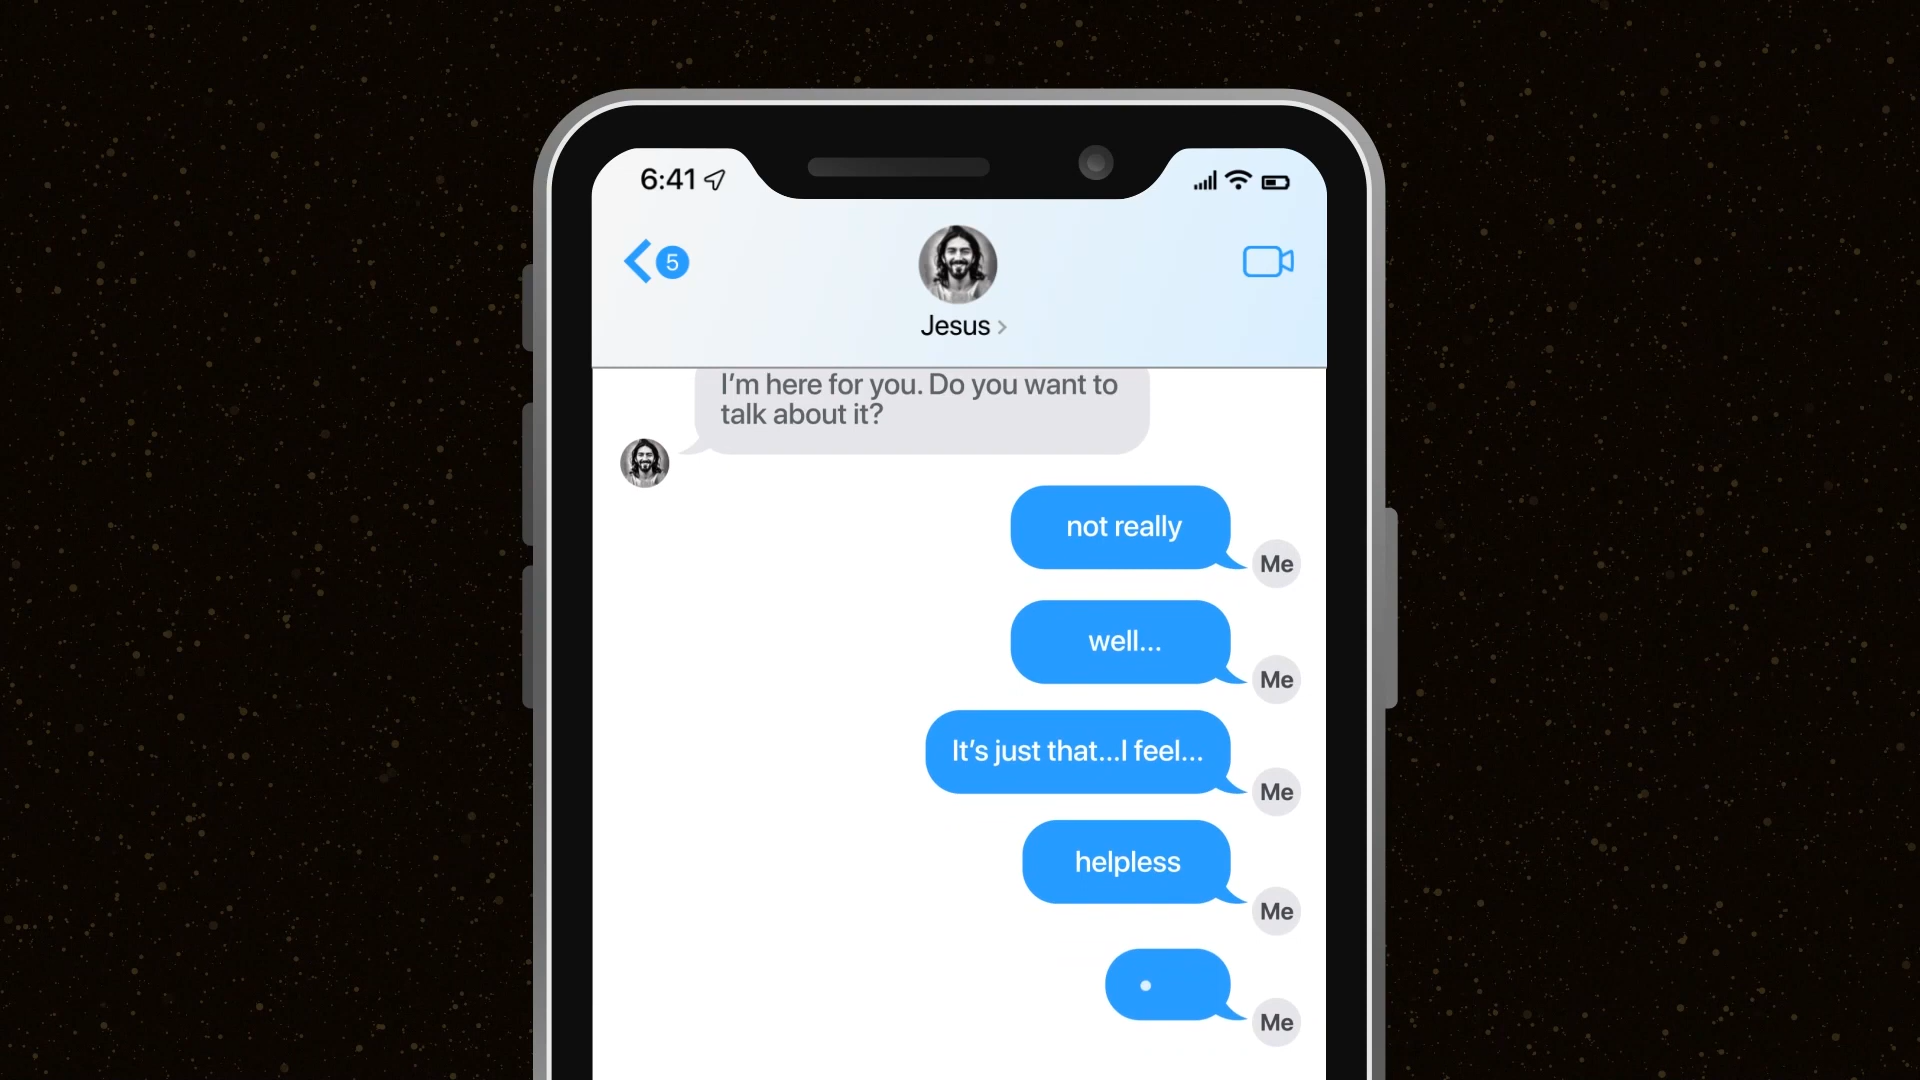 6:41
5
Jesus
I’m here for you. Do you want to
talk about it?
not really
Me
well...
Me
It’s just that...I feel...
Me
helpless
Me
Me